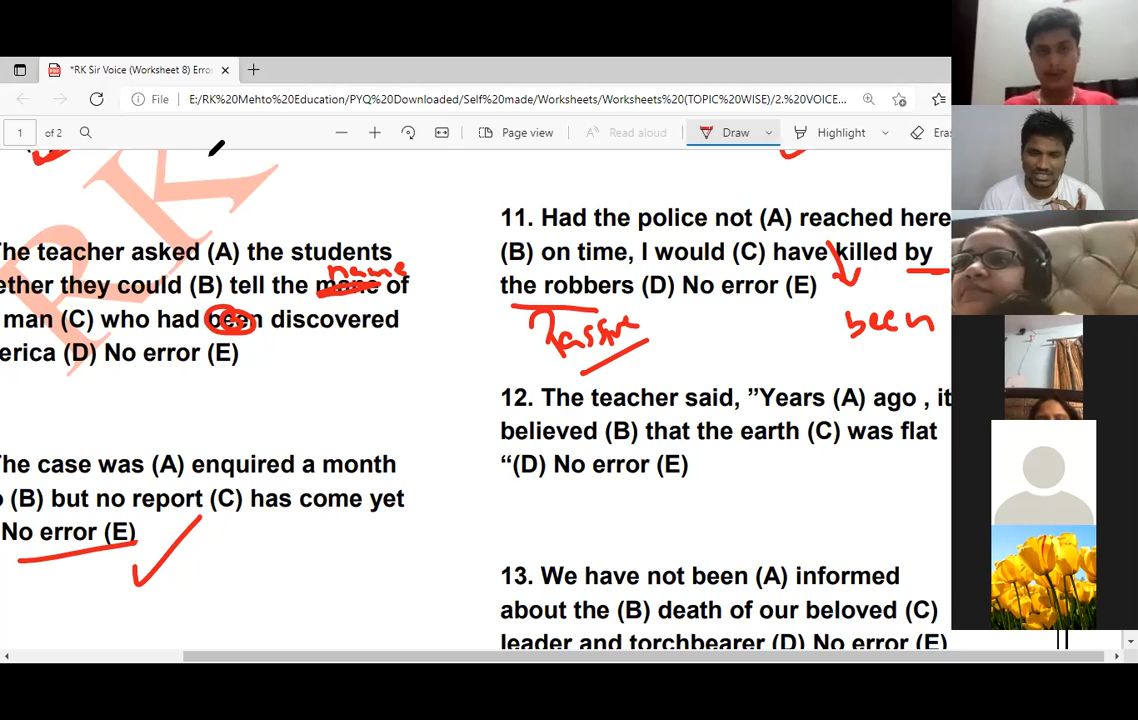 *RK Sir Voice (Worksheet 8) Erro
File
E:/RK%20Mehto%20Education/PYQ%20Downloaded/Self%20made/Worksheets/Worksheets%20(TOPIC%20WISE)/2.%20VOICE...
1 of 2
Page view
Read aloud
Draw
Highlight
Eras
RK
he teacher asked (A) the students
name
ether they could (B) tell the mane of
man (C) who had been discovered
erica (D) No error (E)
he case was (A) enquired a month
o (B) but no report (C) has come yet
No error (E)
11. Had the police not (A) reached here
(B) on time, I would (C) have killed by
the robbers (D) No error (E)
been
Passive
12. The teacher said, ”Years (A) ago , it
believed (B) that the earth (C) was flat
“(D) No error (E)
13. We have not been (A) informed
about the (B) death of our beloved (C)
leader and torchbearer (D) No error (E)